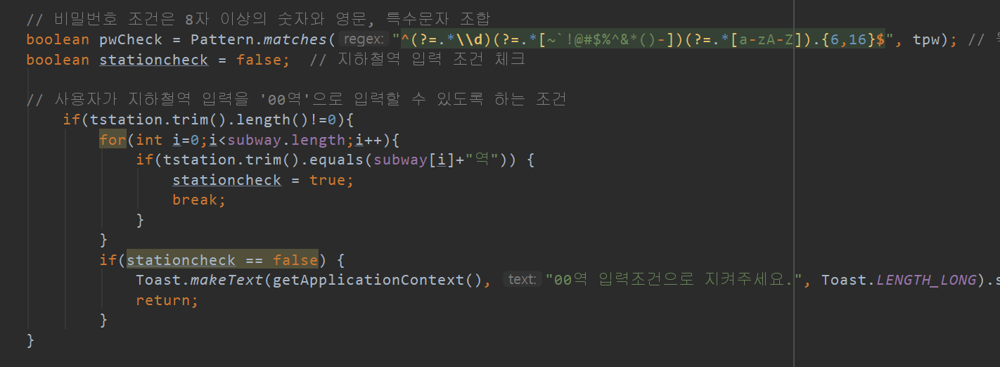 // 비밀번호 조건은 8자 이상의 숫자와 영문, 특수문자 조합
boolean pwCheck = Pattern.matches( regex: "^(?=.*\\d)(?=.*[~`!@#$%^&*()-])(?=.*[a-zA-Z]).{6,16}$", tpw); //
boolean stationcheck = false;  // 지하철역 입력 조건 체크
// 사용자가 지하철역 입력을 '00역'으로 입력할 수 있도록 하는 조건
if(tstation.trim().length()!=0){
for(int i=0;i<subway.length;i++){
if(tstation.trim().equals(subway[i]+"역")) {
stationcheck = true;
break;
}
}
if(stationcheck == false) {
Toast.makeText(getApplicationContext(), text: "00역 입력조건으로 지켜주세요.", Toast.LENGTH_LONG).s
return;
}
}